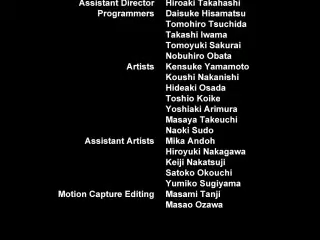 Assistant Director Hiroaki Takahashi
Programmers Daisuke Hisamatsu
Tomohiro Tsuchida
Takashi Iwama
Tomoyuki Sakurai
Nobuhiro Obata
Artists Kensuke Yamamoto
Koushi Nakanishi
Hideaki Osada
Toshio Koike
Yoshiaki Arimura
Masaya Takeuchi
Naoki Sudo
Assistant Artists Mika Andoh
Hiroyuki Nakagawa
Keiji Nakatsuji
Satoko Okouchi
Yumiko Sugiyama
Motion Capture Editing Masami Tanji
Masao Ozawa